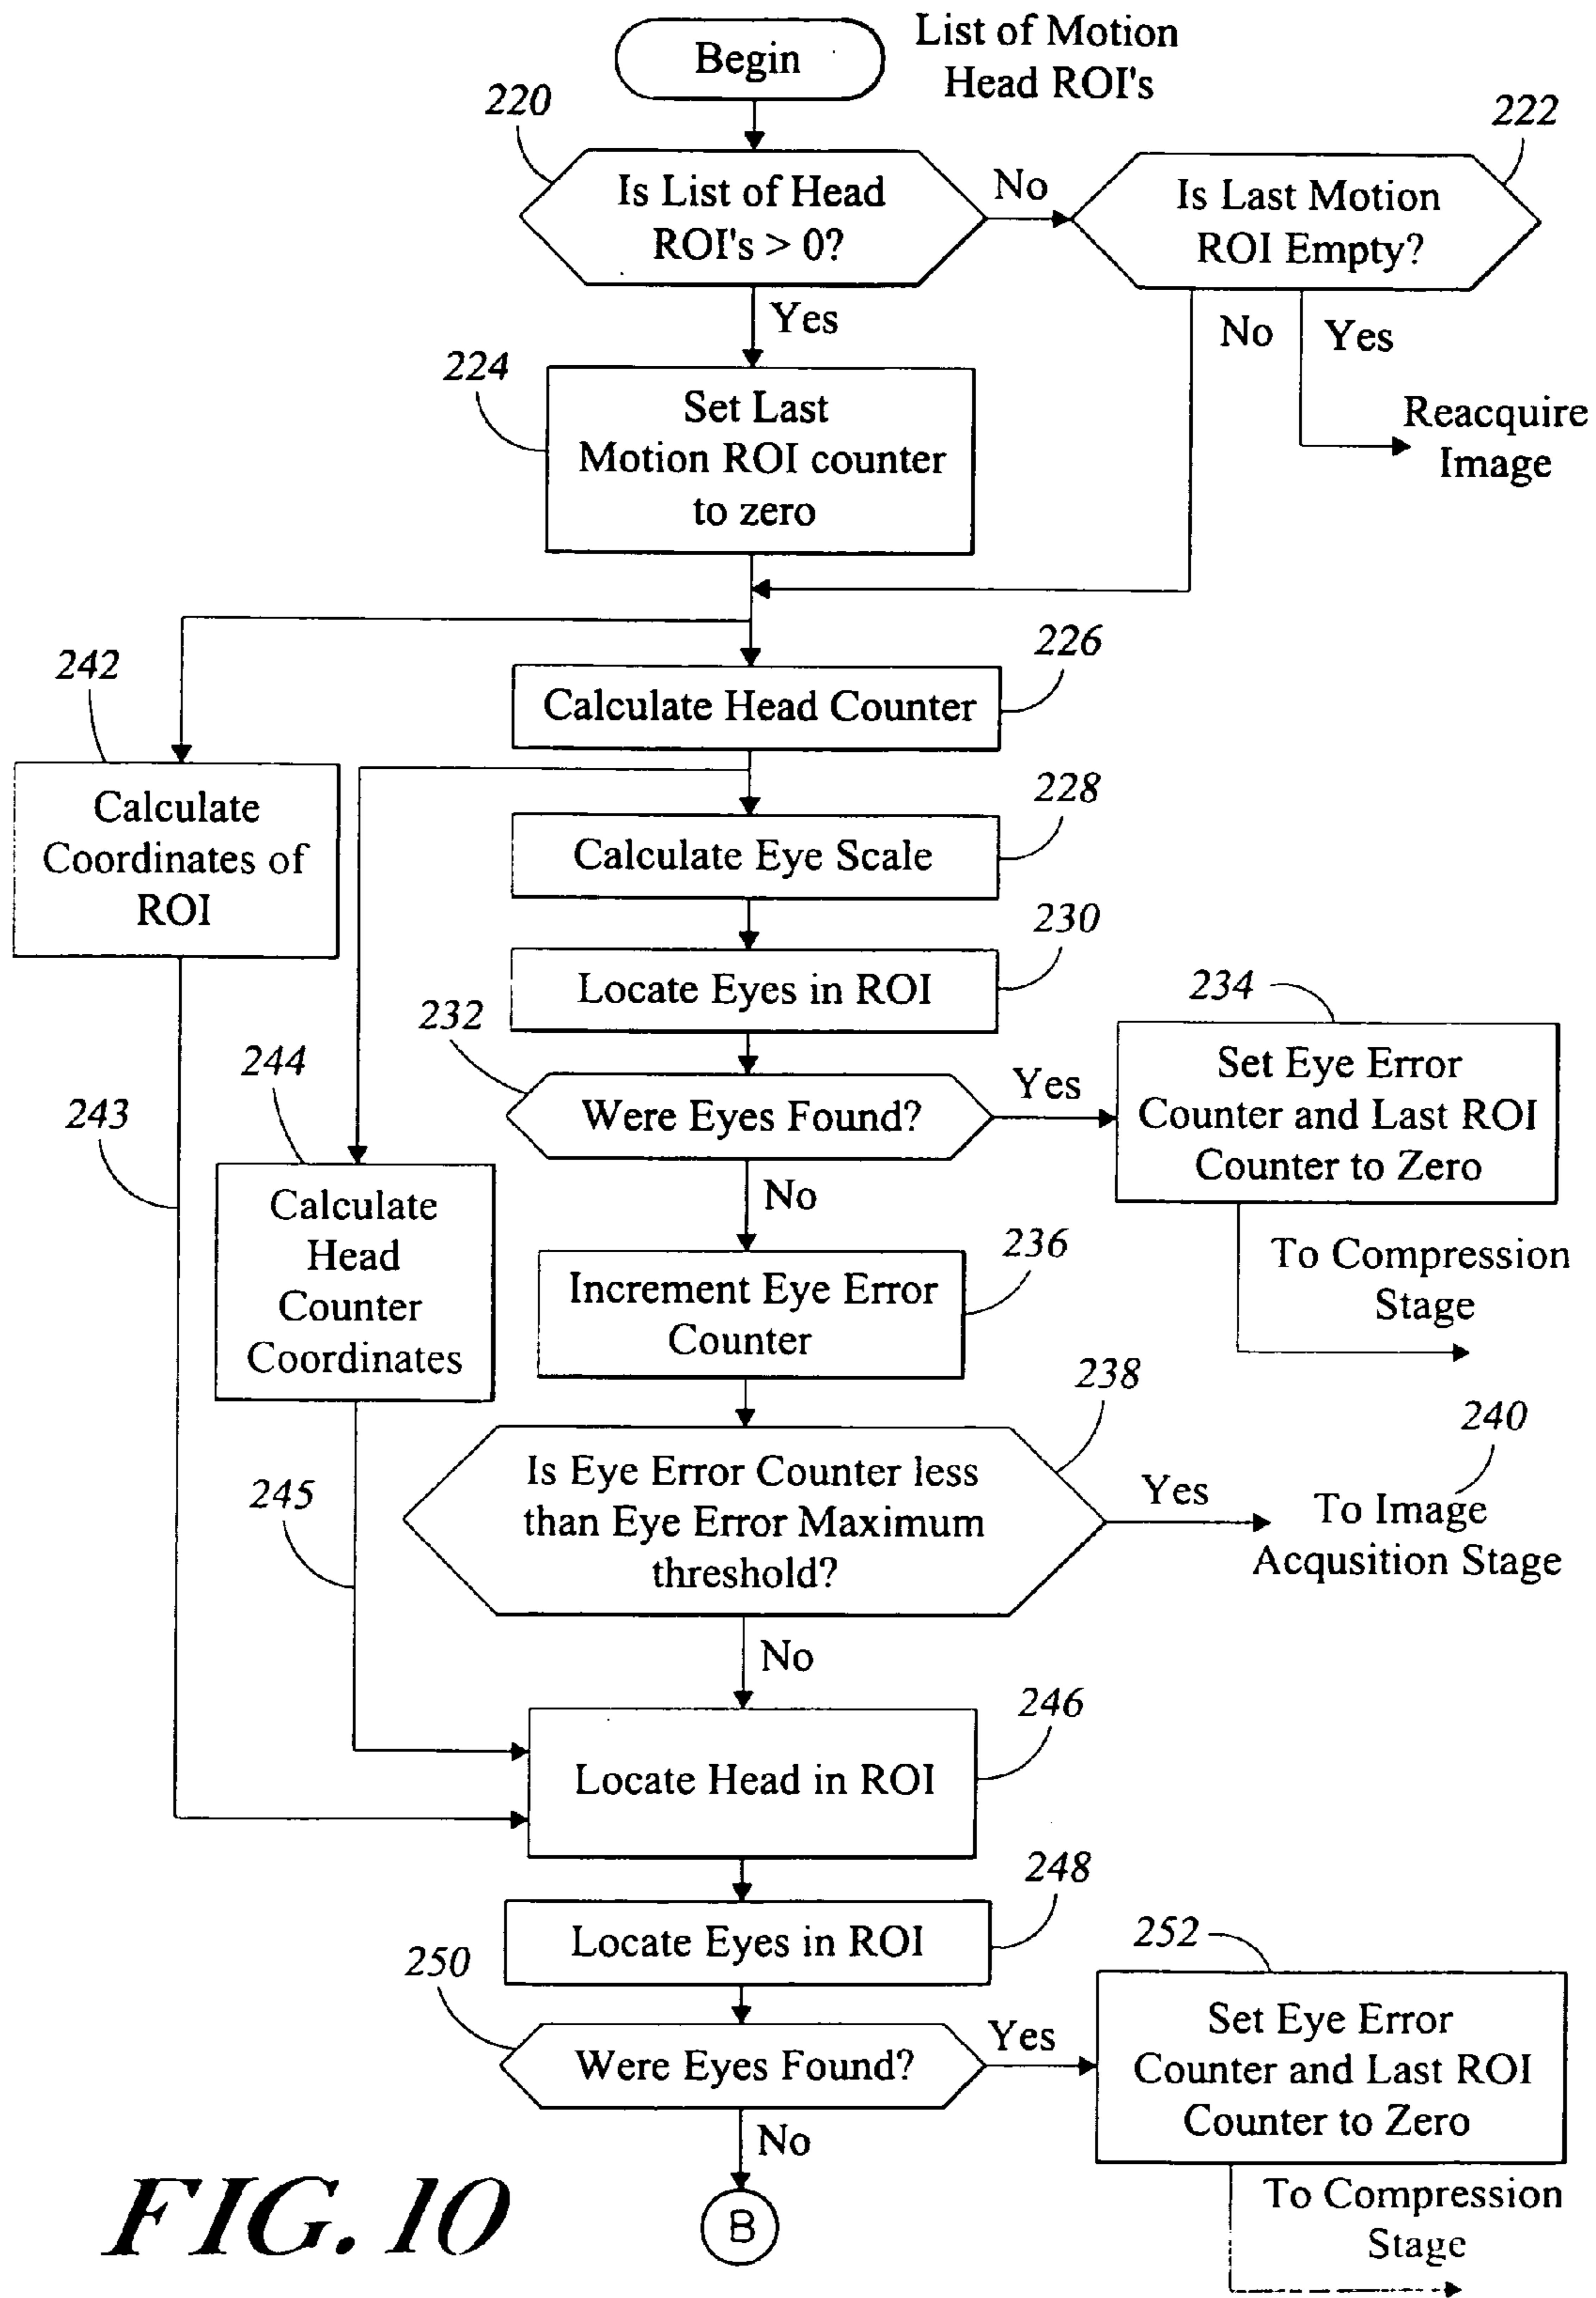 Begin
List of Motion
Head ROI's
220
222
Is List of Head
ROI's > 0?
No
Is Last Motion
ROI Empty?
Yes
No
Yes
224
Set Last
Motion ROI counter
to zero
Reacquire
Image
242
226
Calculate Head Counter
Calculate
Coordinates of
ROI
228
Calculate Eye Scale
230
Locate Eyes in ROI
232
234
Were Eyes Found?
Yes
Set Eye Error
Counter and Last ROI
Counter to Zero
243
244
No
Calculate
Head
Counter
Coordinates
236
Increment Eye Error
Counter
To Compression
Stage
238
240
Is Eye Error Counter less
than Eye Error Maximum
threshold?
Yes
To Image
Acqusition Stage
245
No
246
Locate Head in ROI
248
Locate Eyes in ROI
250
252
Were Eyes Found?
Yes
Set Eye Error
Counter and Last ROI
Counter to Zero
No
To Compression
Stage
B
FIG. 10